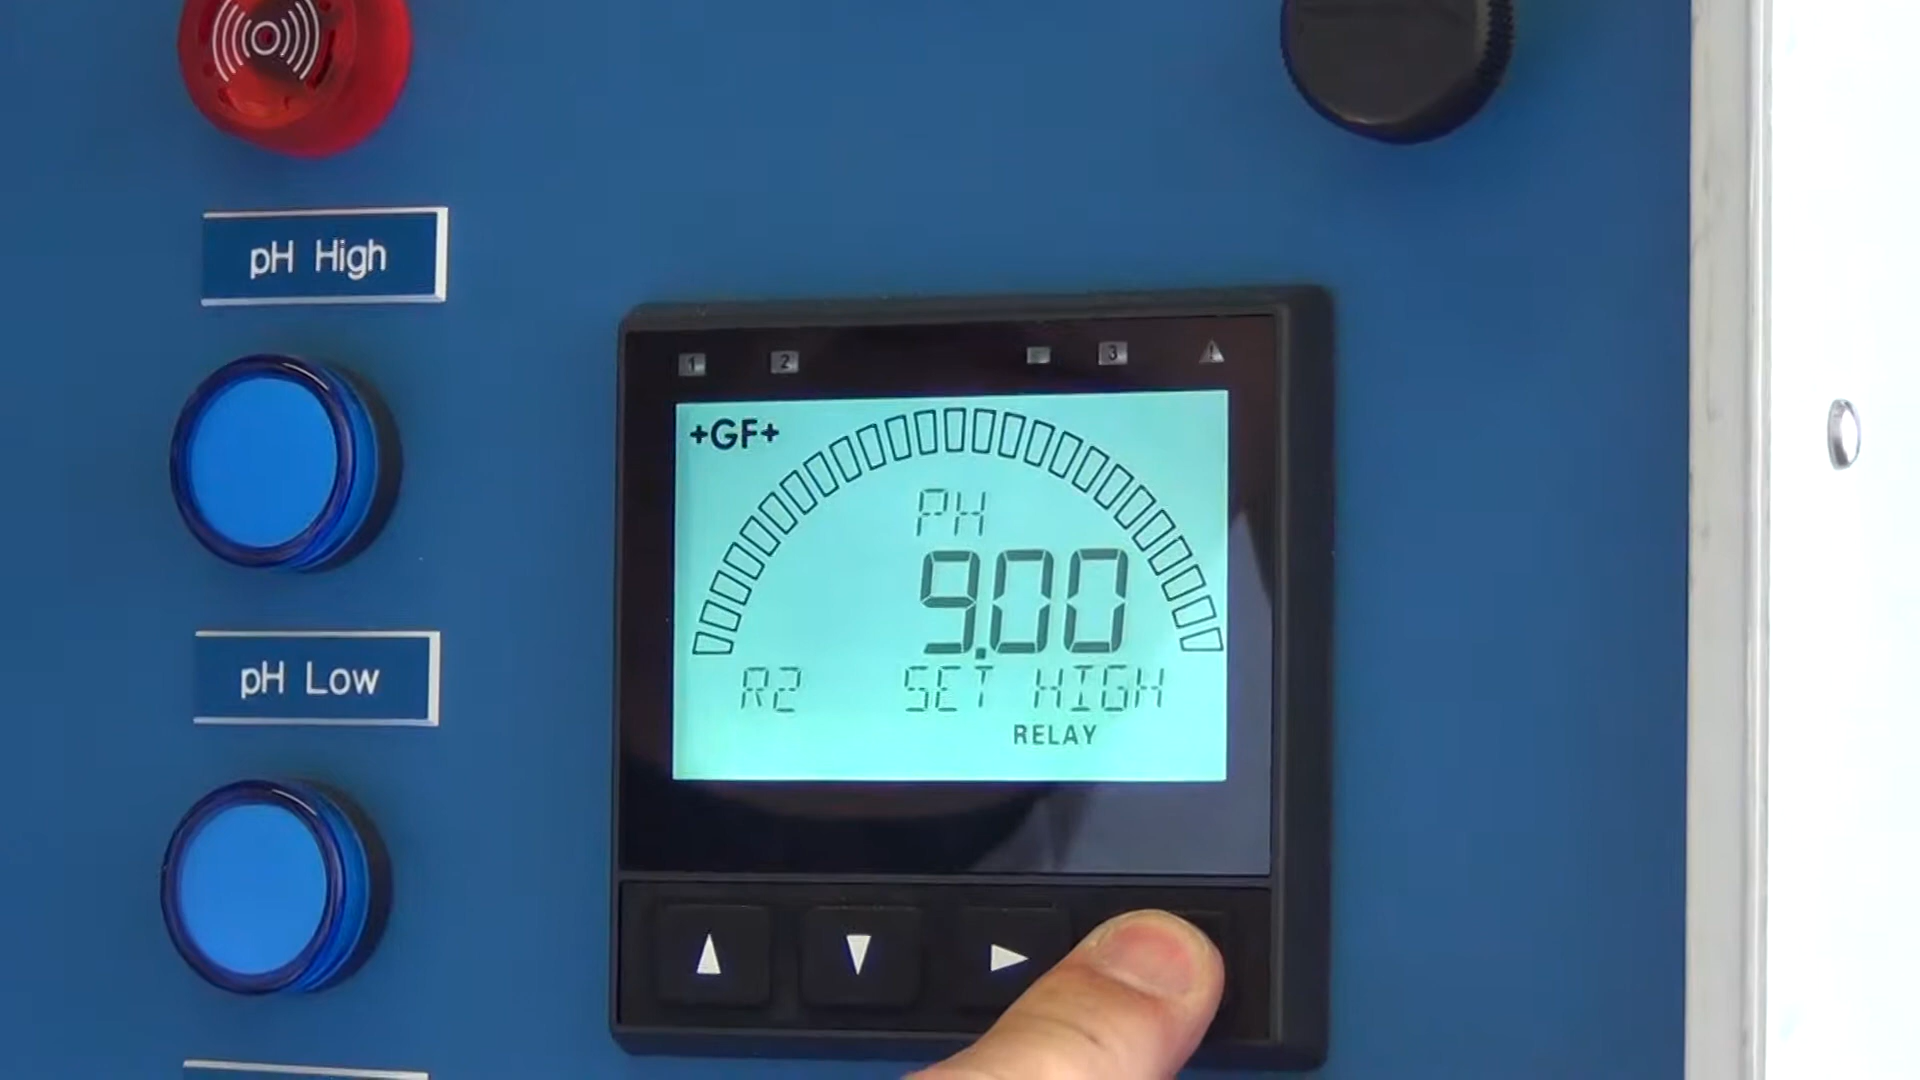 pH High
1 2 3 !
+GF+
PH
9.00
R2 SET HIGH
RELAY
pH Low